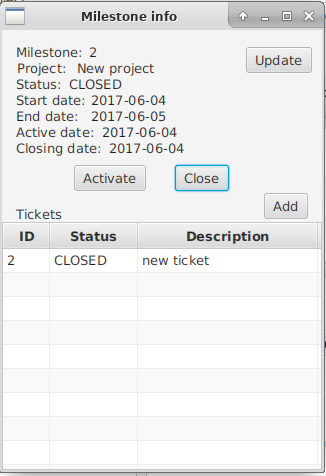 Milestone info
Milestone: 2
Update
Project: New project
Status: CLOSED
Start date: 2017-06-04
End date: 2017-06-05
Active date: 2017-06-04
Closing date: 2017-06-04
Activate Close
Add
Tickets
ID Status Description
2 CLOSED new ticket